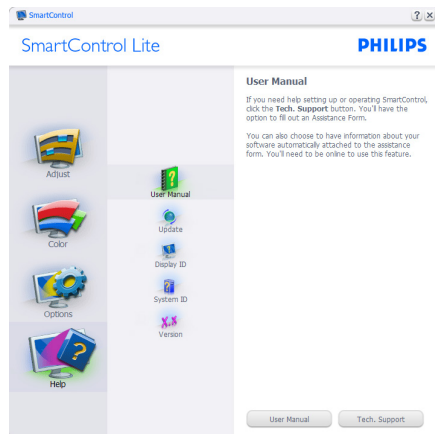 SmartControl
SmartControl Lite
PHILIPS
Adjust
Color
Options
Help
User Manual
Update
Display ID
System ID
Version
User Manual
If you need help setting up or operating SmartControl,
click the Tech. Support button. You'll have the
option to fill out an Assistance Form.
You can also choose to have information about your
software automatically attached to the assistance
form. You'll need to be online to use this feature.
User Manual
Tech. Support